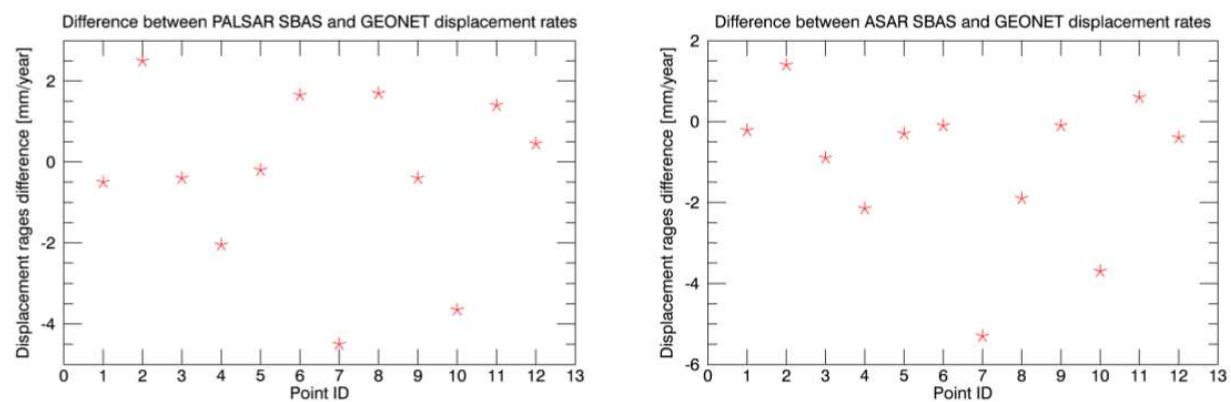 Difference between PALSAR SBAS and GEONET displacement rates
Displacement rages difference [mm/year]
2
0
-2
-4
0 1 2 3 4 5 6 7 8 9 10 11 12 13
Point ID
Difference between ASAR SBAS and GEONET displacement rates
Displacement rages difference [mm/year]
2
0
-2
-4
-6
0 1 2 3 4 5 6 7 8 9 10 11 12 13
Point ID